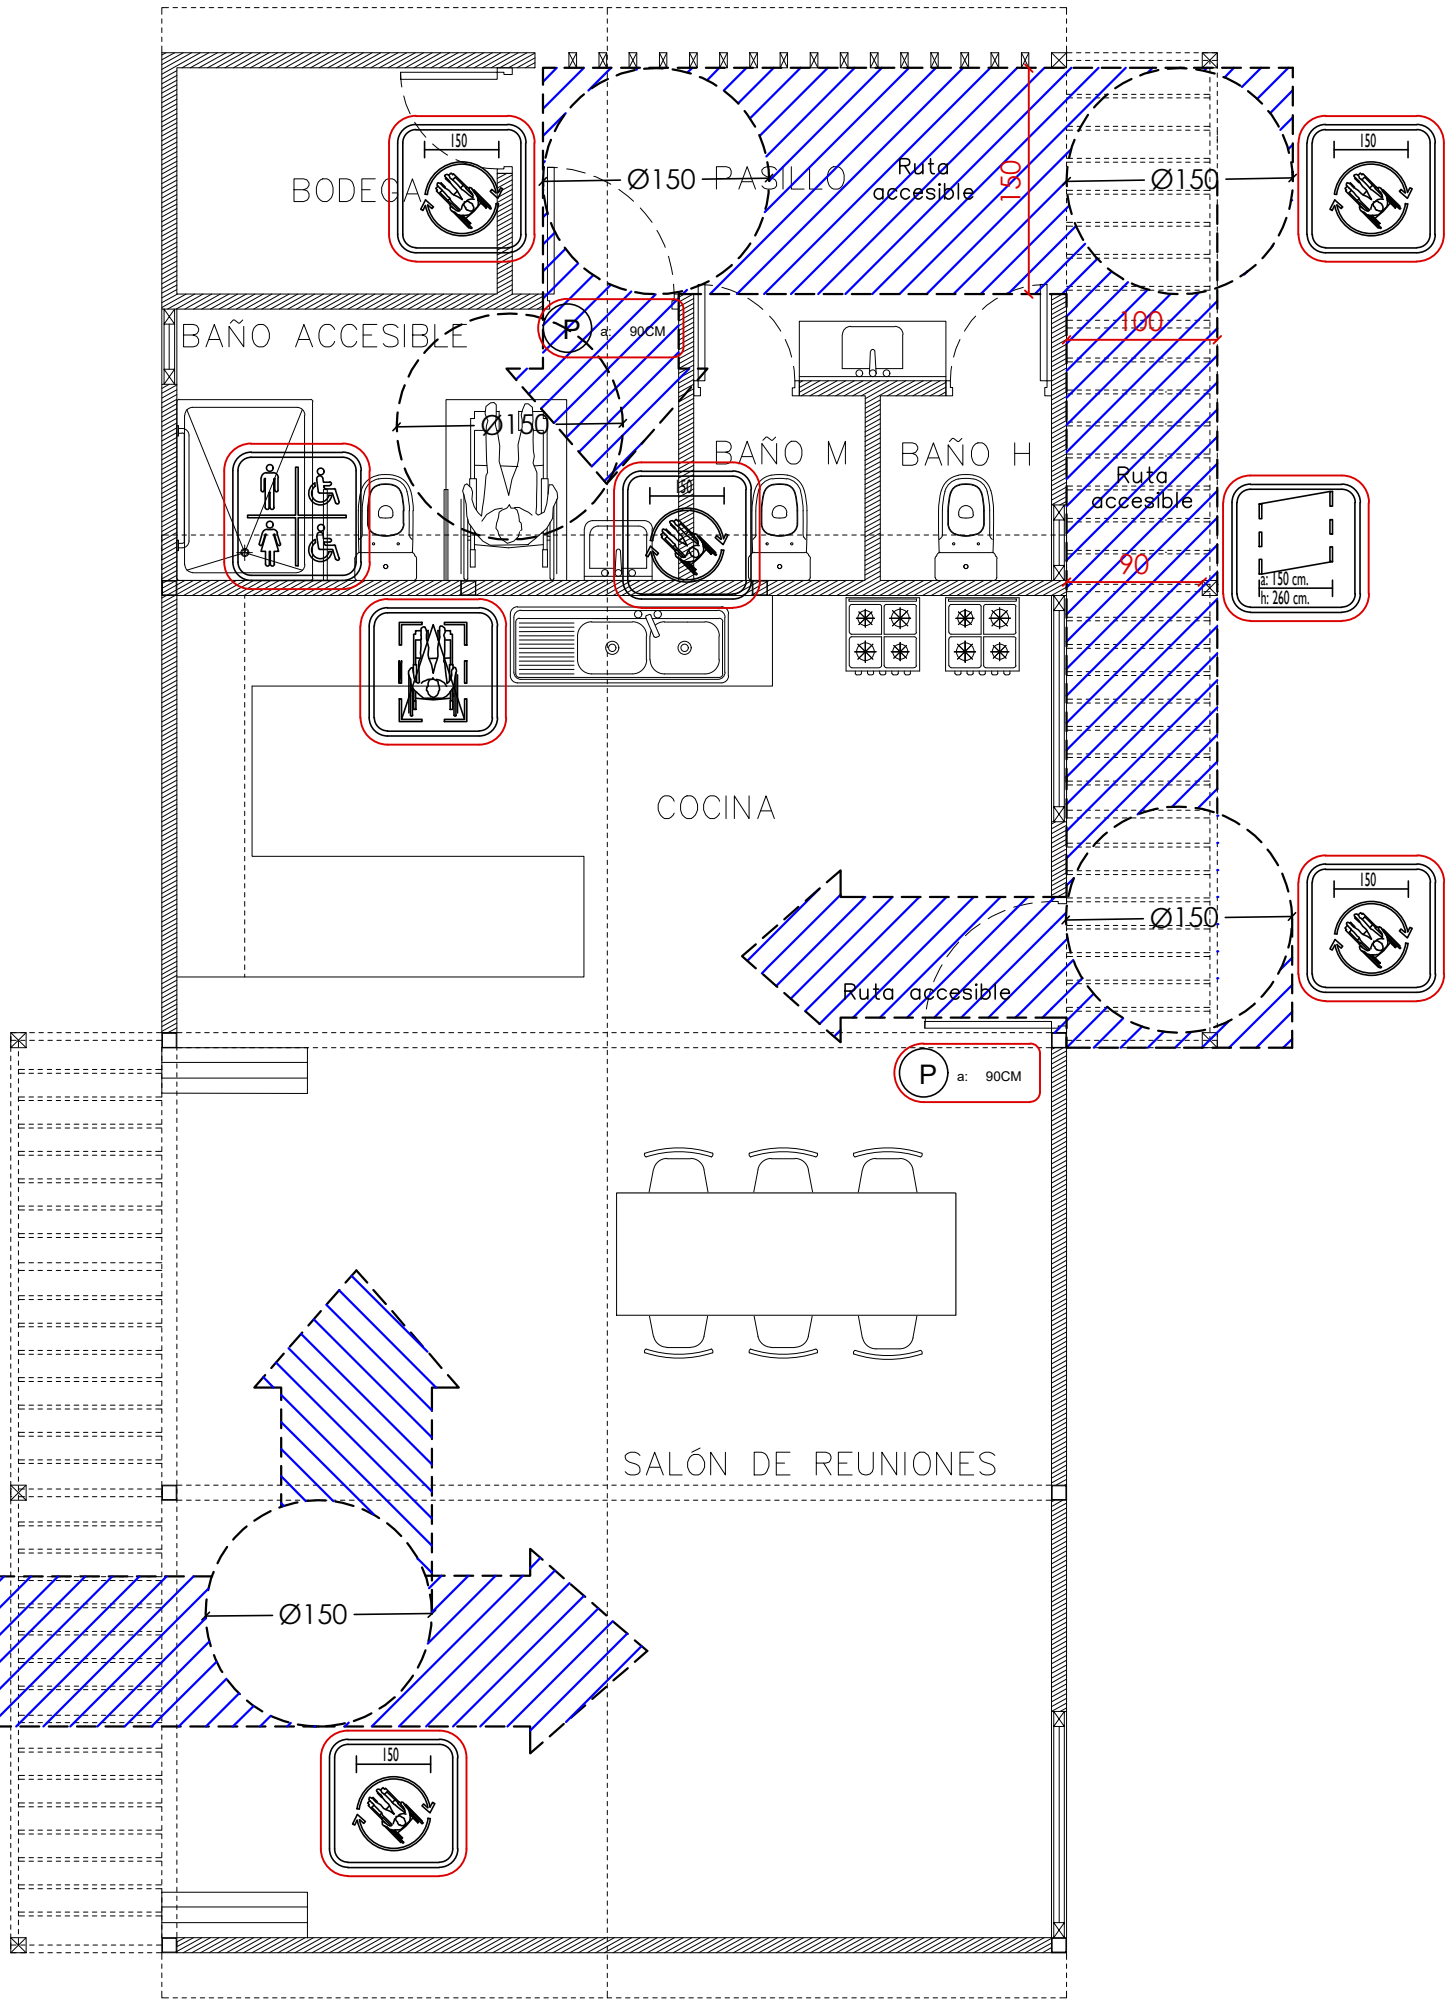 150
150
Ruta
accesible
BODEGA
Ø150
PASILLO
150
Ø150
BAÑO ACCESIBLE
P
a:
90CM
100
Ø150
BAÑO M
BAÑO H
Ruta
accesible
150
90
a: 150 cm.
h: 260 cm.
COCINA
150
Ø150
Ruta accesible
P
a:
90CM
SALÓN DE REUNIONES
Ø150
150